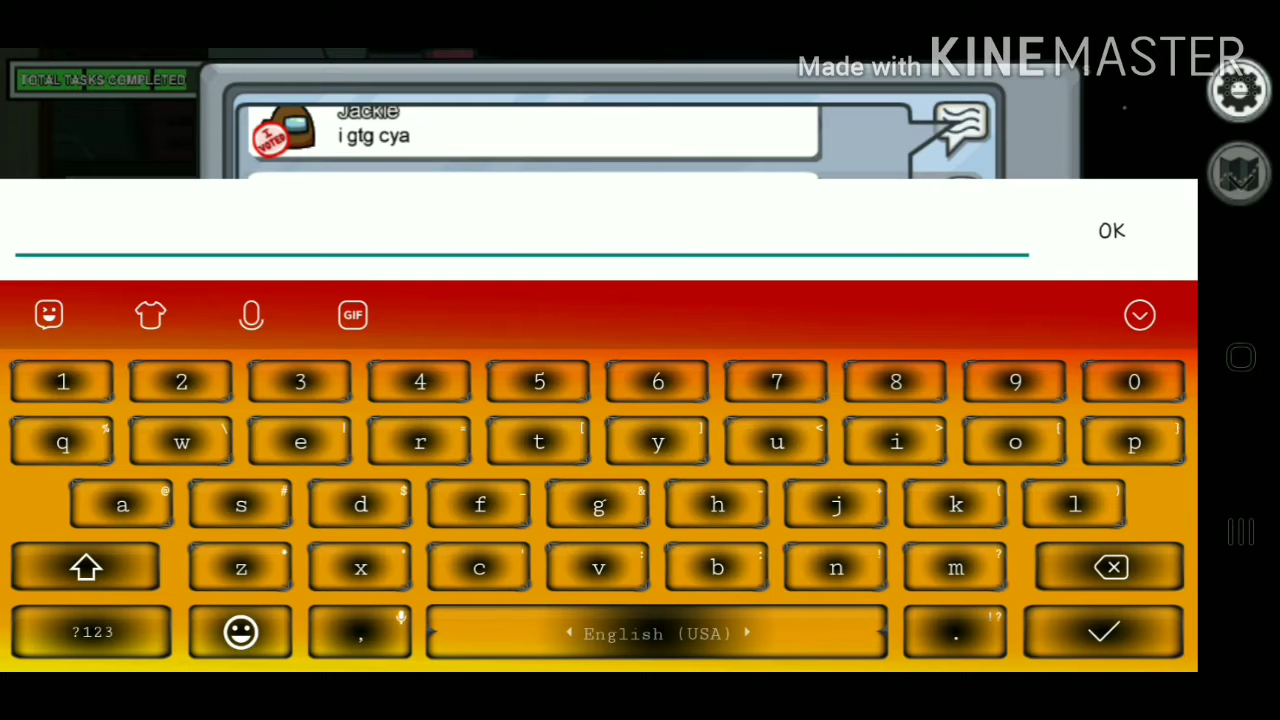 Made with KINEMASTER
TOTAL TASKS COMPLETED
Jackie
I VOTED
i gtg cya
OK
GIF
1 2 3 4 5 6 7 8 9 0
q % w \ e | r = t [ y ] u < i > o { p }
a @ s # d $ f _ g & h - j + k ( l )
z * x " c ' v : b ; n ! m ?
?123 , English (USA) . !?